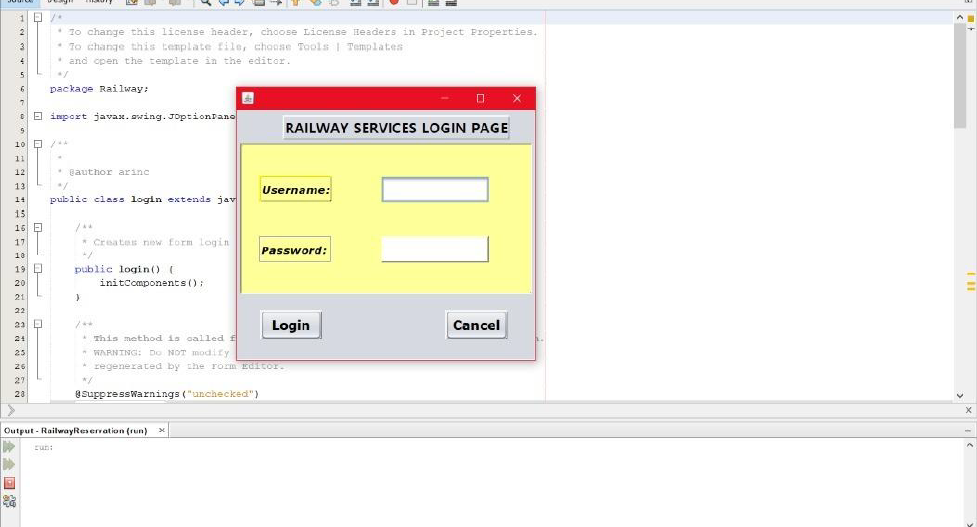 Source Design History
1 /*
2 * To change this license header, choose License Headers in Project Properties.
3 * To change this template file, choose Tools | Templates
4 * and open the template in the editor.
5 */
6 package Railway;
7
8 import javax.swing.JOptionPane
9
10 /**
11 *
12 * @author arinc
13 */
14 public class login extends jav
15
16 /**
17 * Creates new form login
18 */
19 public login() {
20 initComponents();
21 }
22
23 /**
24 * This method is called f
25 * WARNING: Do NOT modify
26 * regenerated by the Form Editor.
27 */
28 @SuppressWarnings("unchecked")
RAILWAY SERVICES LOGIN PAGE
Username:
Password:
Login Cancel
Output - RailwayReservation (run)
run: